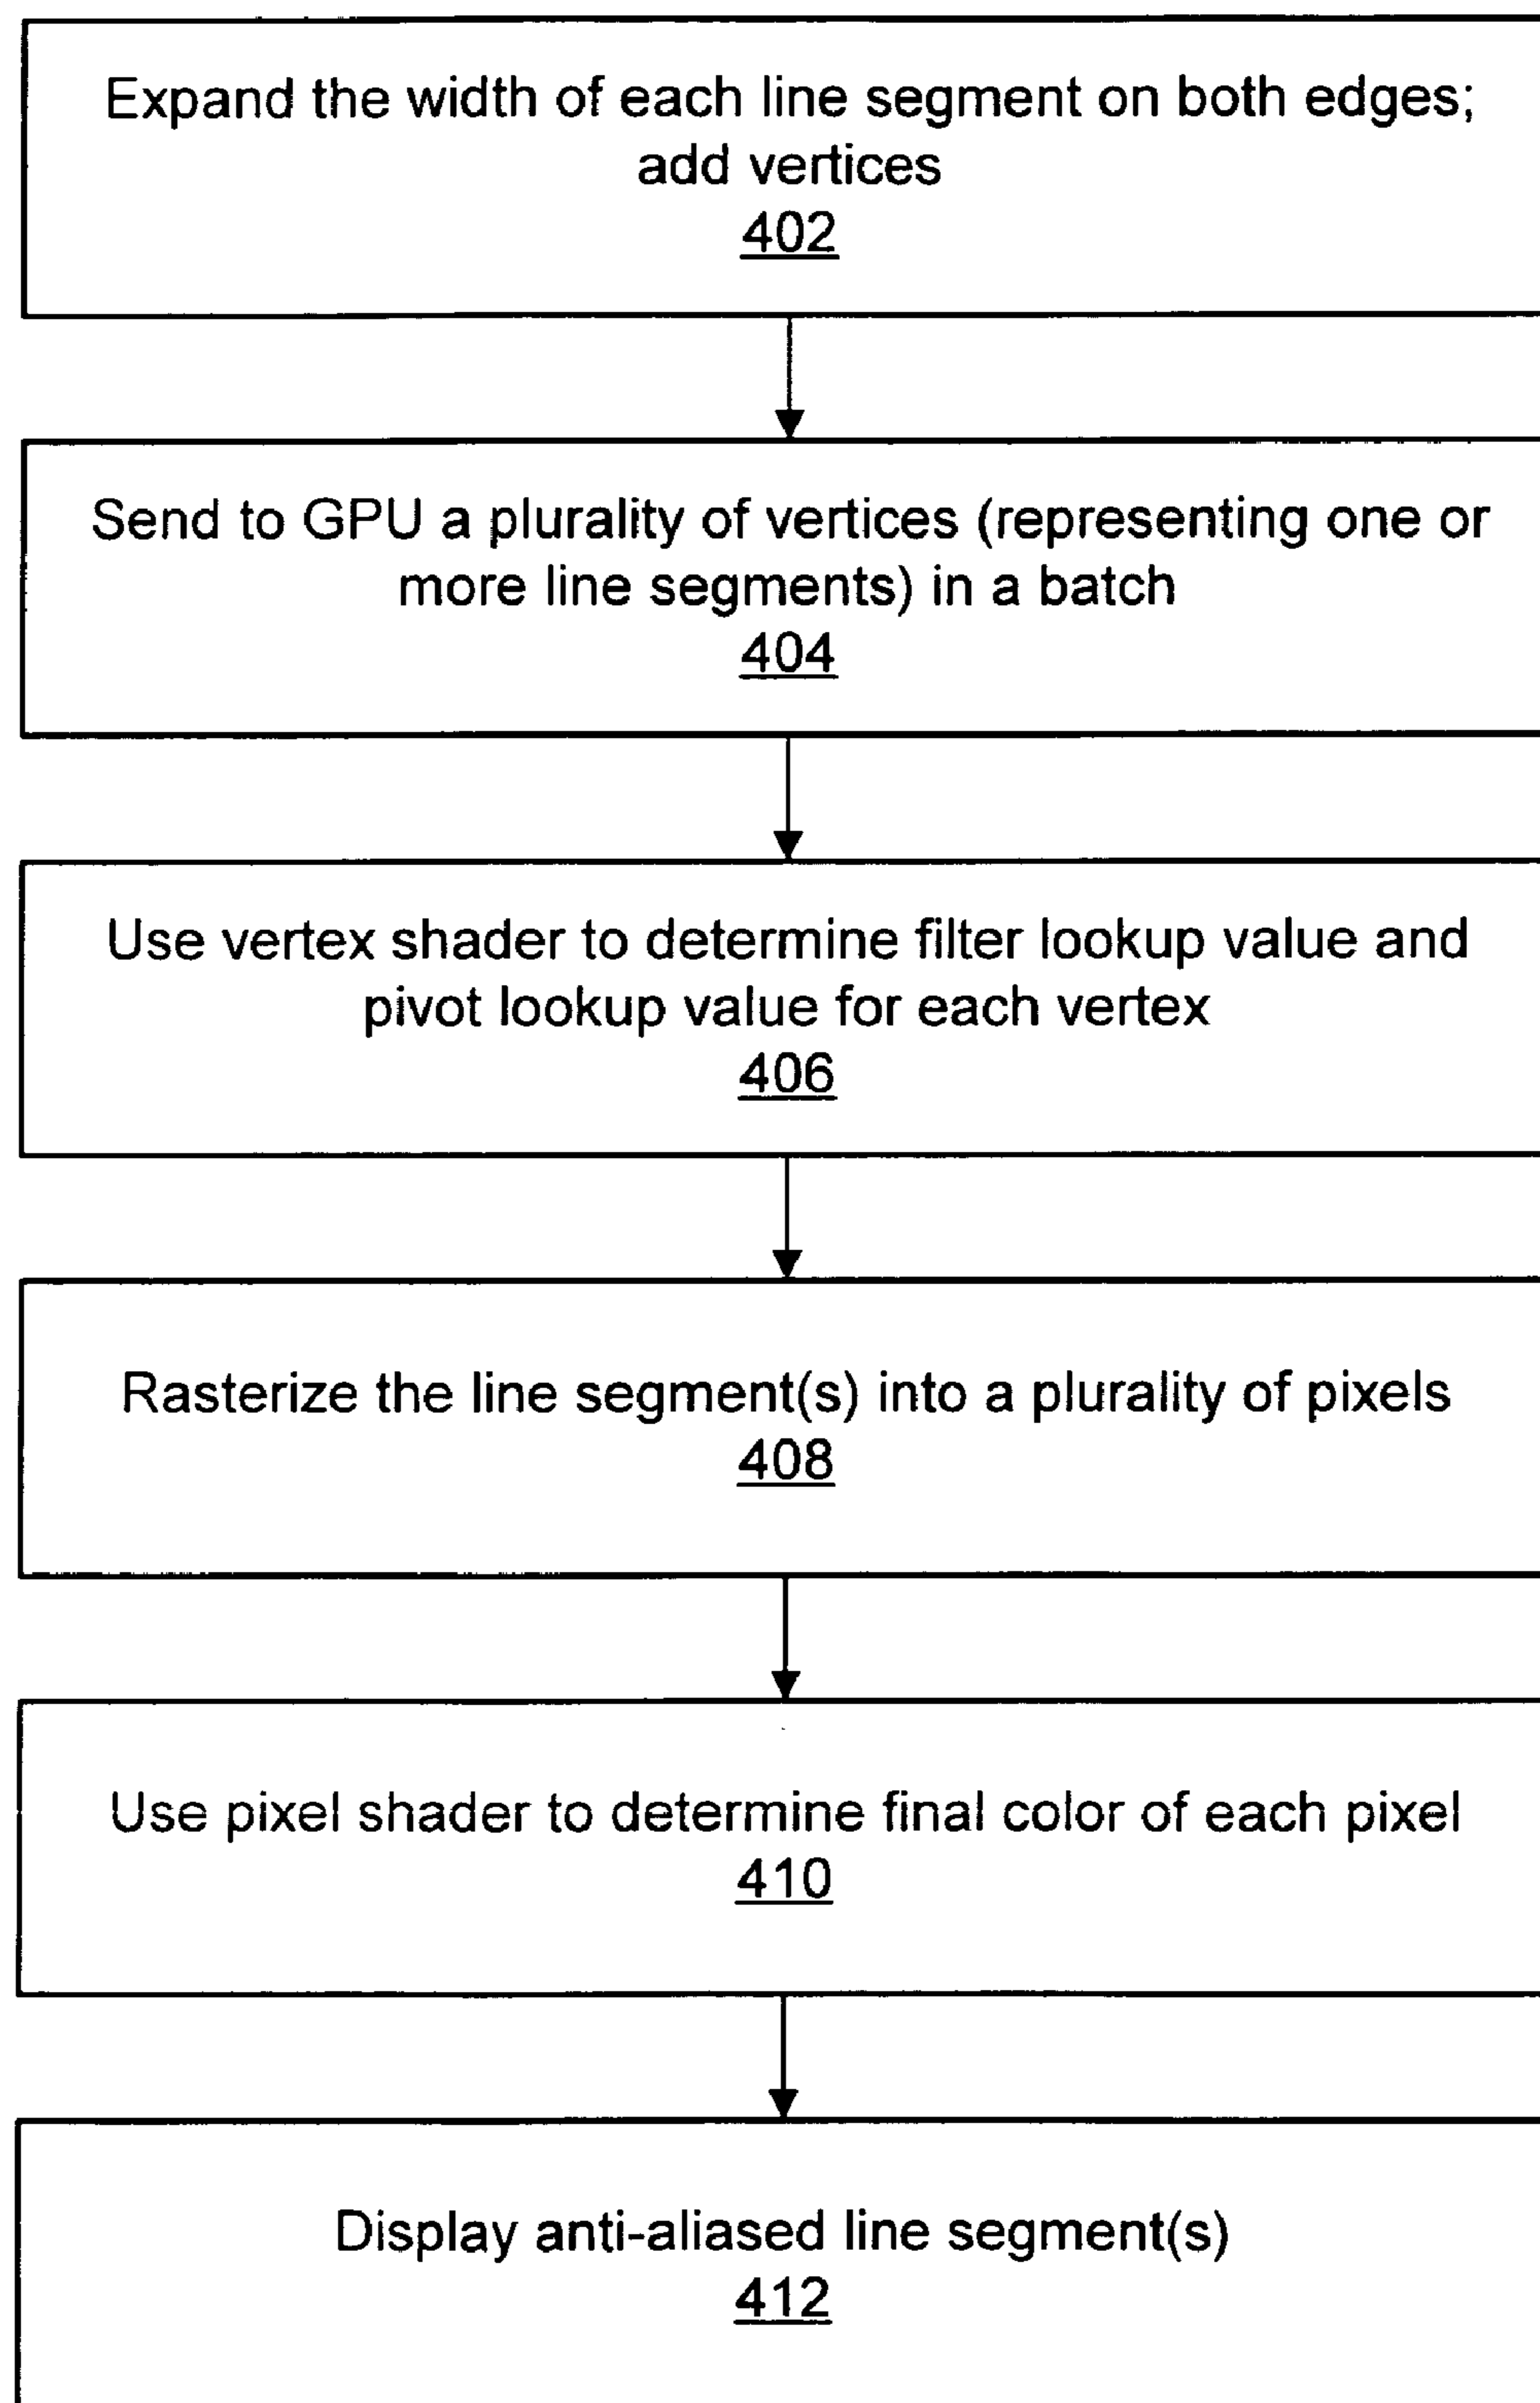 Expand the width of each line segment on both edges;
add vertices
402
Send to GPU a plurality of vertices (representing one or
more line segments) in a batch
404
Use vertex shader to determine filter lookup value and
pivot lookup value for each vertex
406
Rasterize the line segment(s) into a plurality of pixels
408
Use pixel shader to determine final color of each pixel
410
Display anti-aliased line segment(s)
412